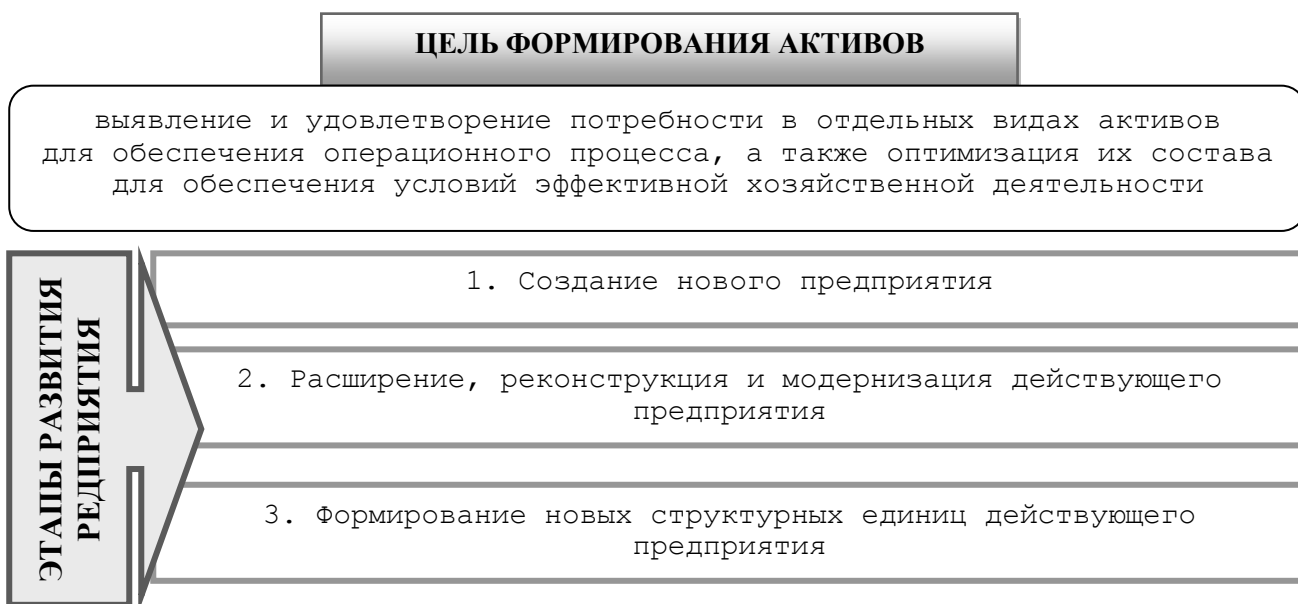 ЦЕЛЬ ФОРМИРОВАНИЯ АКТИВОВ
выявление и удовлетворение потребности в отдельных видах активов
для обеспечения операционного процесса, а также оптимизация их состава
для обеспечения условий эффективной хозяйственной деятельности
ЭТАПЫ РАЗВИТИЯ
РЕДПРИЯТИЯ
1. Создание нового предприятия
2. Расширение, реконструкция и модернизация действующего
предприятия
3. Формирование новых структурных единиц действующего
предприятия